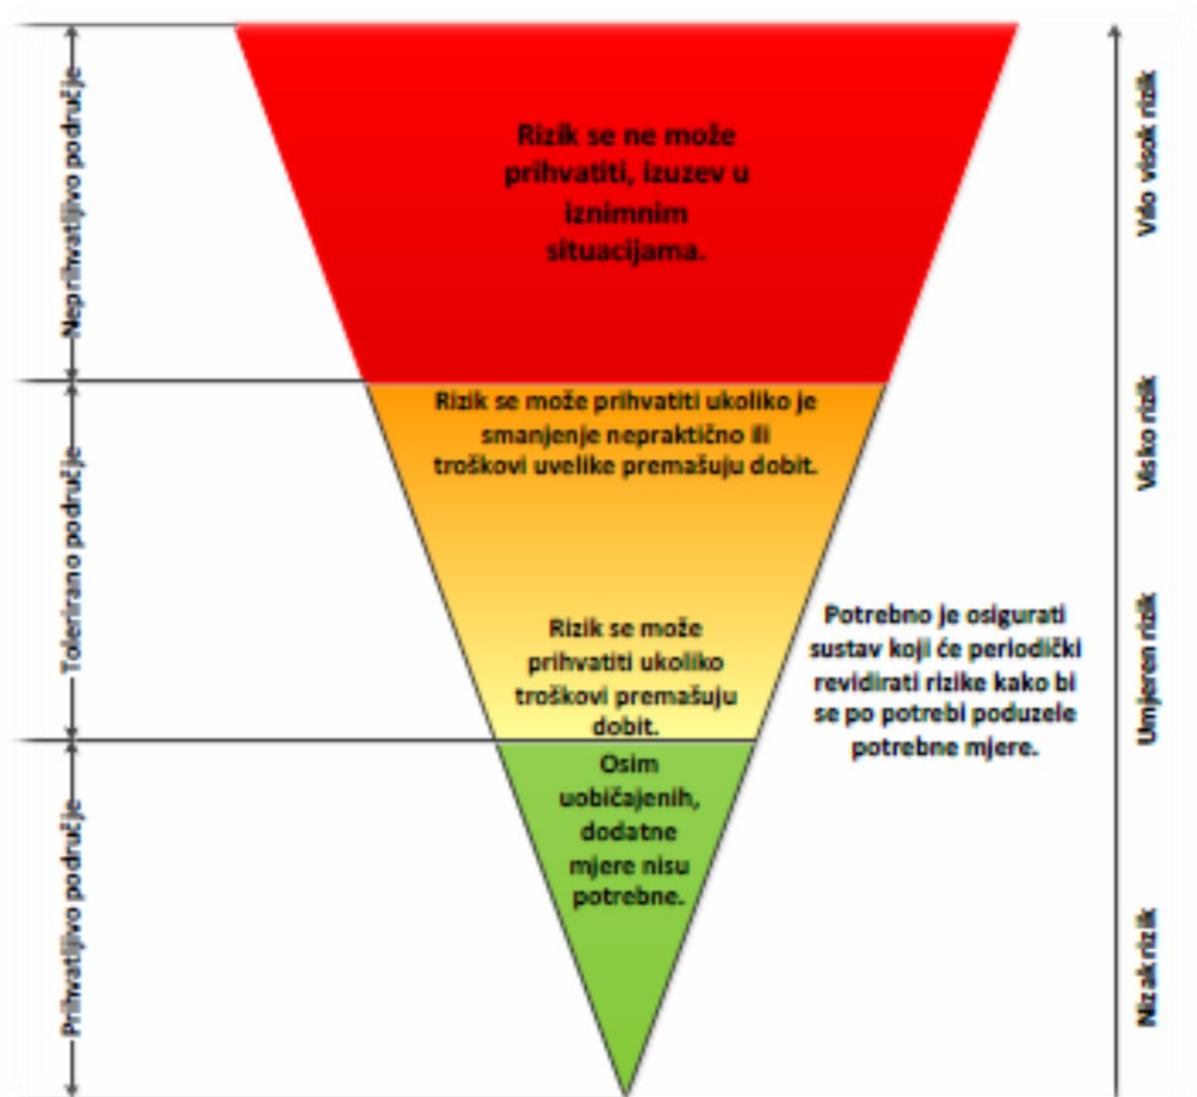 Neprihvatljivo područje
Rizik se ne može
prihvatiti, izuzev u
iznimnim
situacijama.
Vrlo visok rizik
Tolerirano područje
Rizik se može prihvatiti ukoliko je
smanjenje nepraktično ili
troškovi uvelike premašuju dobit.
Visko rizik
Rizik se može
prihvatiti ukoliko
troškovi premašuju
dobit.
Potrebno je osigurati
sustav koji će periodički
revidirati rizike kako bi
se po potrebi poduzele
potrebne mjere.
Umjeren rizik
Prihvatljivo područje
Osim
uobičajenih,
dodatne
mjere nisu
potrebne.
Nizak rizik